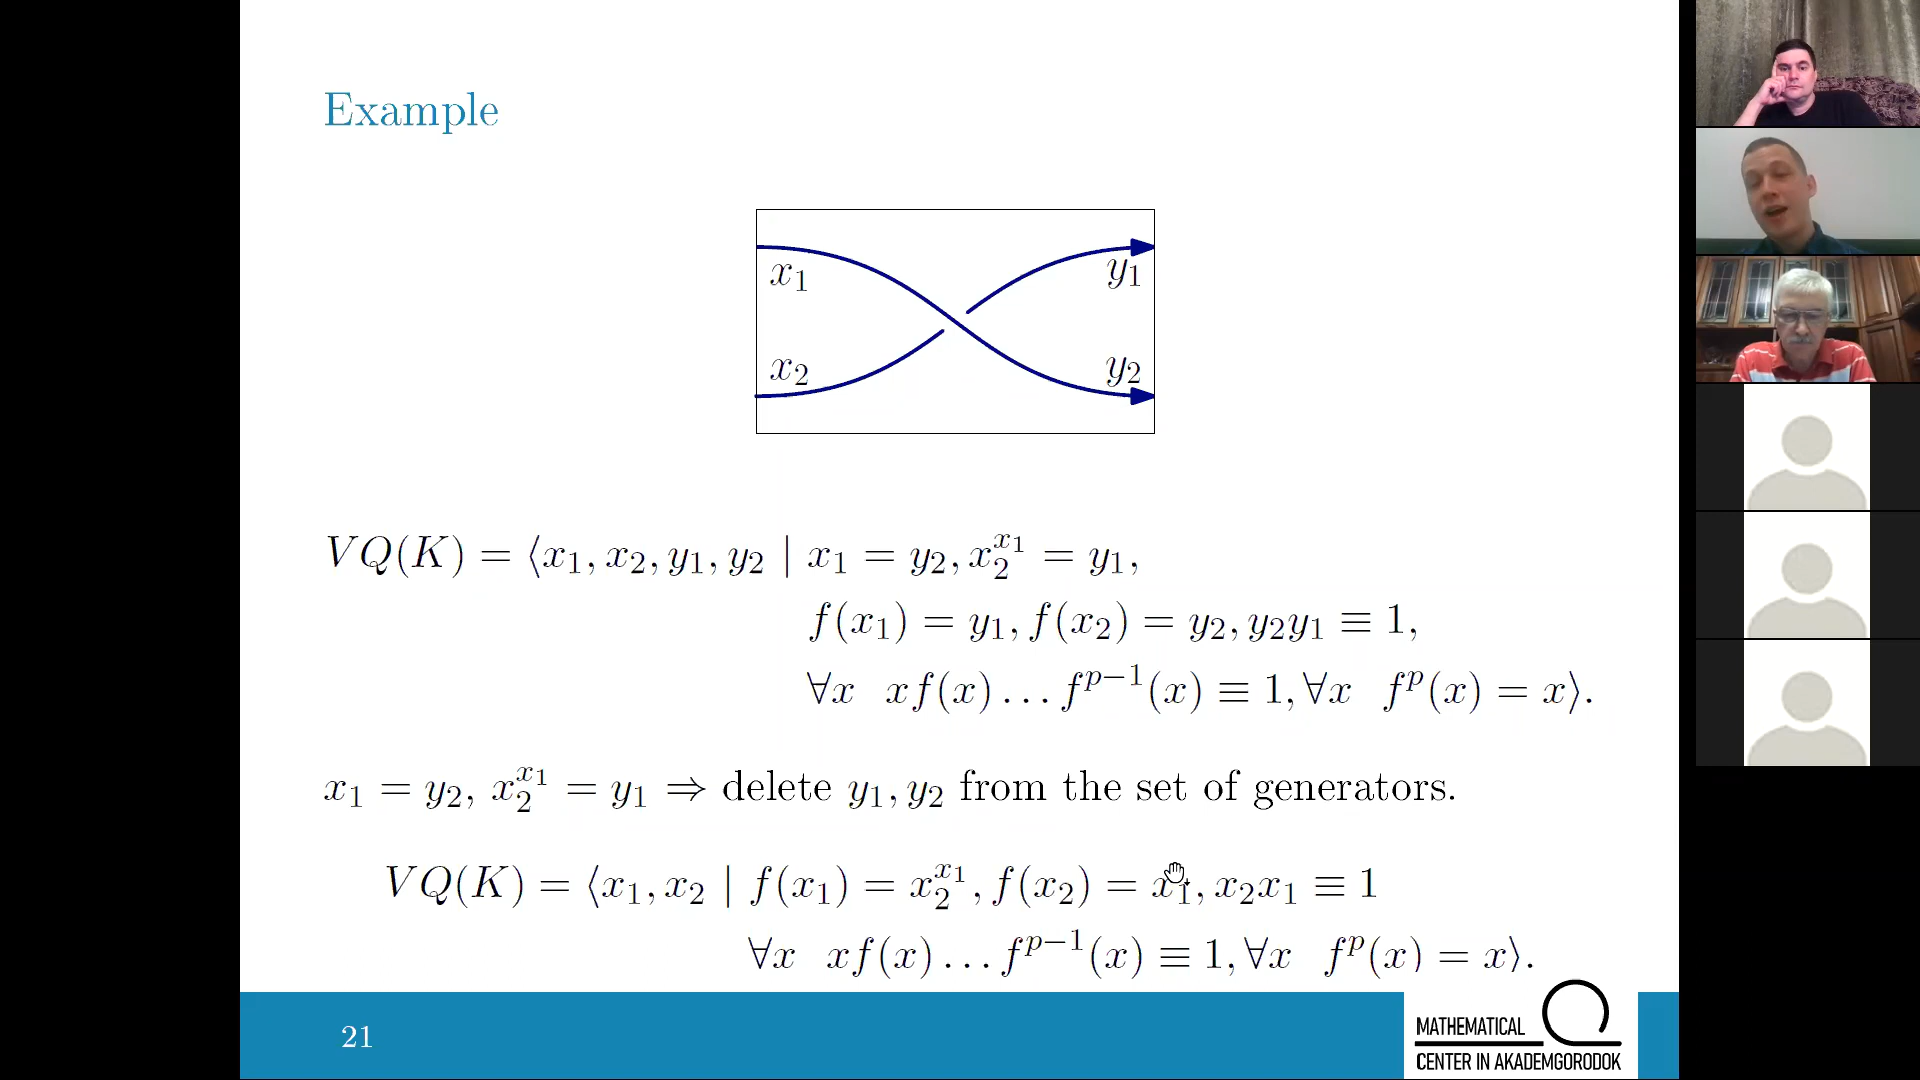 Example
x₁ y₁
x₂ y₂
VQ(K) = ⟨x₁, x₂, y₁, y₂ | x₁ = y₂, x₂^{x₁} = y₁,
f(x₁) = y₁, f(x₂) = y₂, y₂y₁ ≡ 1,
∀x xf(x) … f^{p−1}(x) ≡ 1, ∀x f^p(x) = x⟩.
x₁ = y₂, x₂^{x₁} = y₁ ⇒ delete y₁, y₂ from the set of generators.
VQ(K) = ⟨x₁, x₂ | f(x₁) = x₂^{x₁}, f(x₂) = x₁, x₂x₁ ≡ 1
∀x xf(x) … f^{p−1}(x) ≡ 1, ∀x f^p(x) = x⟩.
21
MATHEMATICAL
CENTER IN AKADEMGORODOK